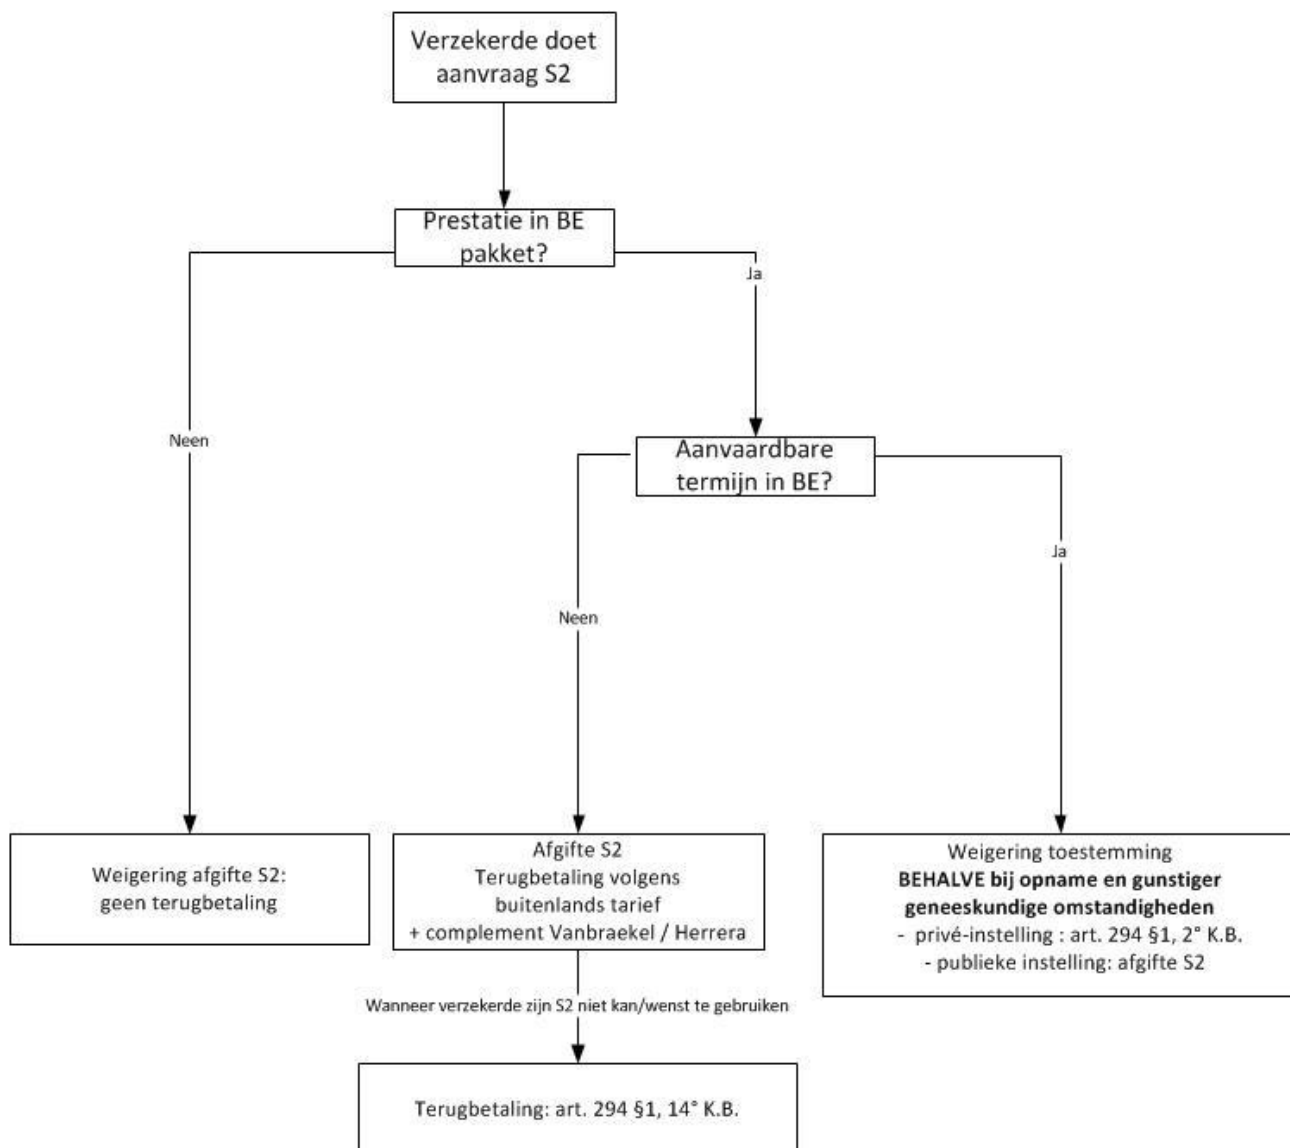 Verzekerde doet
aanvraag S2
Prestatie in BE
pakket?
Ja
Neen
Aanvaardbare
termijn in BE?
Ja
Neen
Weigering afgifte S2:
geen terugbetaling
Afgifte S2
Terugbetaling volgens
buitenlands tarief
+ complement Vanbraekel / Herrera
Weigering toestemming
BEHALVE bij opname en gunstiger
geneeskundige omstandigheden
- privé-instelling : art. 294 §1, 2° K.B.
- publieke instelling: afgifte S2
Wanneer verzekerde zijn S2 niet kan/wenst te gebruiken
Terugbetaling: art. 294 §1, 14° K.B.